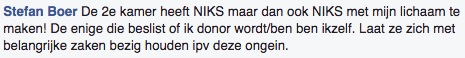 Stefan Boer De 2e kamer heeft NIKS maar dan ook NIKS met mijn lichaam te
maken! De enige die beslist of ik donor wordt/ben ben ikzelf. Laat ze zich met
belangrijke zaken bezig houden ipv deze ongein.